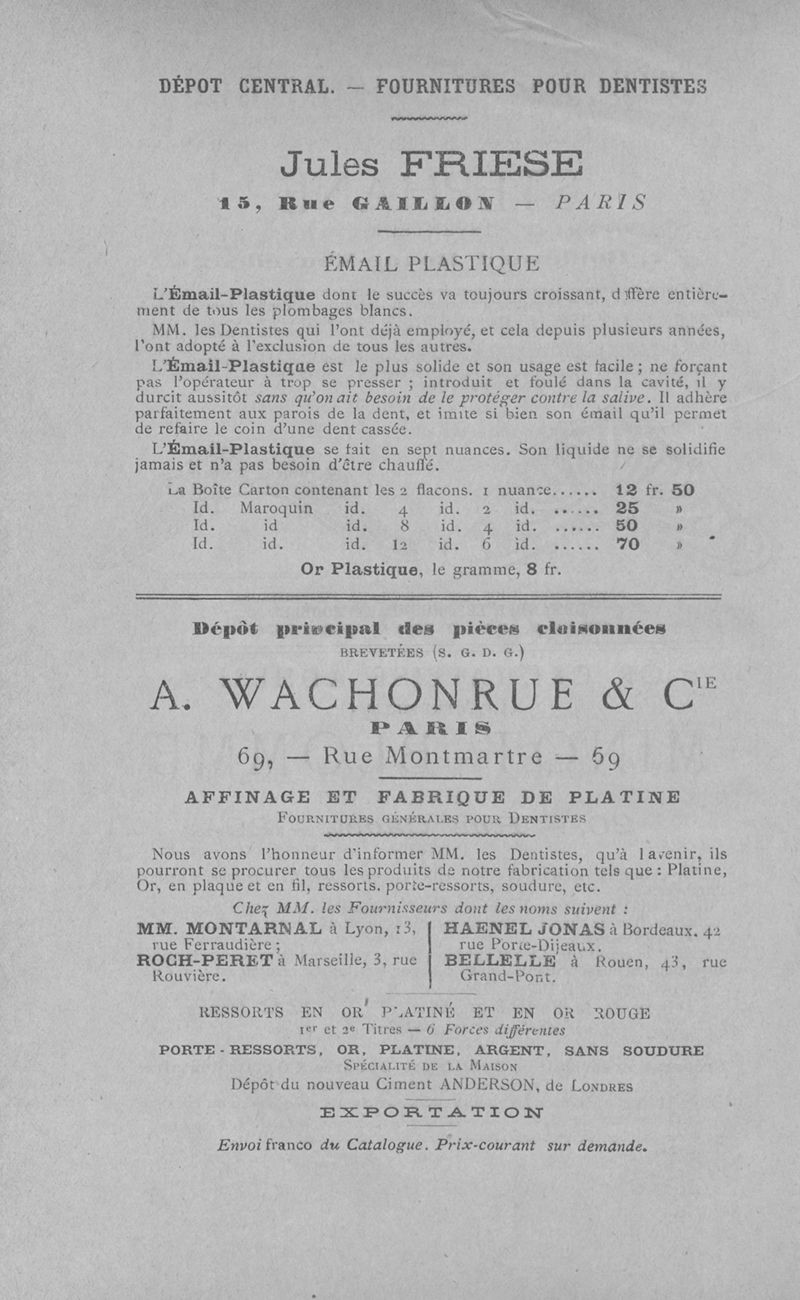 DÉPOT CENTRAL. — FOURNITURES POUR DENTISTES
Jules FRIESE
15, Rue GAILLON — PARIS
ÉMAIL PLASTIQUE
L'Émail-Plastique dont le succès va toujours croissant, diffère entière-
ment de tous les plombages blancs.
MM. les Dentistes qui l'ont déjà employé, et cela depuis plusieurs années,
l'ont adopté à l'exclusion de tous les autres.
L'Émail-Plastique est le plus solide et son usage est facile ; ne forçant
pas l'opérateur à trop se presser ; introduit et foulé dans la cavité, il y
durcit aussitôt sans qu'on ait besoin de le protéger contre la salive. Il adhère
parfaitement aux parois de la dent, et imite si bien son émail qu'il permet
de refaire le coin d'une dent cassée.
L'Émail-Plastique se fait en sept nuances. Son liquide ne se solidifie
jamais et n'a pas besoin d'être chauffé.
La Boîte Carton contenant les 2 flacons. 1 nuance...... 12 fr. 50
Id. Maroquin id. 4 id. 2 id. ...... 25 »
Id. id id. 8 id. 4 id. ...... 50 »
Id. id. id. 12 id. 6 id. ...... 70 »
Or Plastique, le gramme, 8 fr.
Dépôt principal des pièces cloisonnées
BREVETÉES (S. G. D. G.)
A. WACHONRUE & CIE
PARIS
69, — Rue Montmartre — 69
AFFINAGE ET FABRIQUE DE PLATINE
FOURNITURES GÉNÉRALES POUR DENTISTES
Nous avons l'honneur d'informer MM. les Dentistes, qu'à l avenir, ils
pourront se procurer tous les produits de notre fabrication tels que : Platine,
Or, en plaque et en fil, ressorts. porte-ressorts, soudure, etc.
Chez MM. les Fournisseurs dont les noms suivent :
MM. MONTARNAL à Lyon, 13,
rue Ferraudière ;
ROCH-PERET à Marseille, 3, rue
Rouvière.
HAENEL JONAS à Bordeaux. 42
rue Porte-Dijeaux.
BELLELLE à Rouen, 43, rue
Grand-Pont.
RESSORTS EN OR PLATINÉ ET EN OR ROUGE
1er et 2e Titres — 6 Forces différentes
PORTE-RESSORTS, OR, PLATINE, ARGENT, SANS SOUDURE
SPÉCIALITÉ DE LA MAISON
Dépôt du nouveau Ciment ANDERSON, de LONDRES
EXPORTATION
Envoi franco du Catalogue. Prix-courant sur demande.